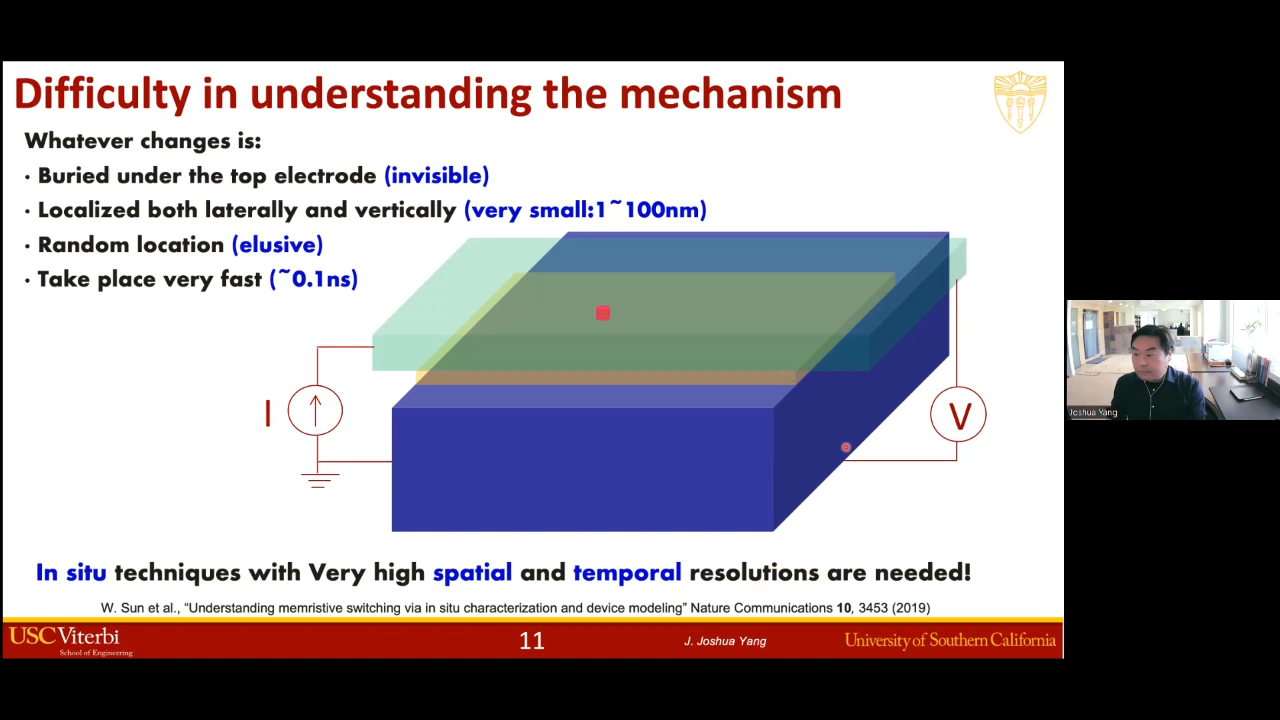 Difficulty in understanding the mechanism
Whatever changes is:
· Buried under the top electrode (invisible)
· Localized both laterally and vertically (very small:1~100nm)
· Random location (elusive)
· Take place very fast (~0.1ns)
I
V
Joshua Yang
In situ techniques with Very high spatial and temporal resolutions are needed!
W. Sun et al., “Understanding memristive switching via in situ characterization and device modeling” Nature Communications 10, 3453 (2019)
USC Viterbi
School of Engineering
11
J. Joshua Yang
University of Southern California